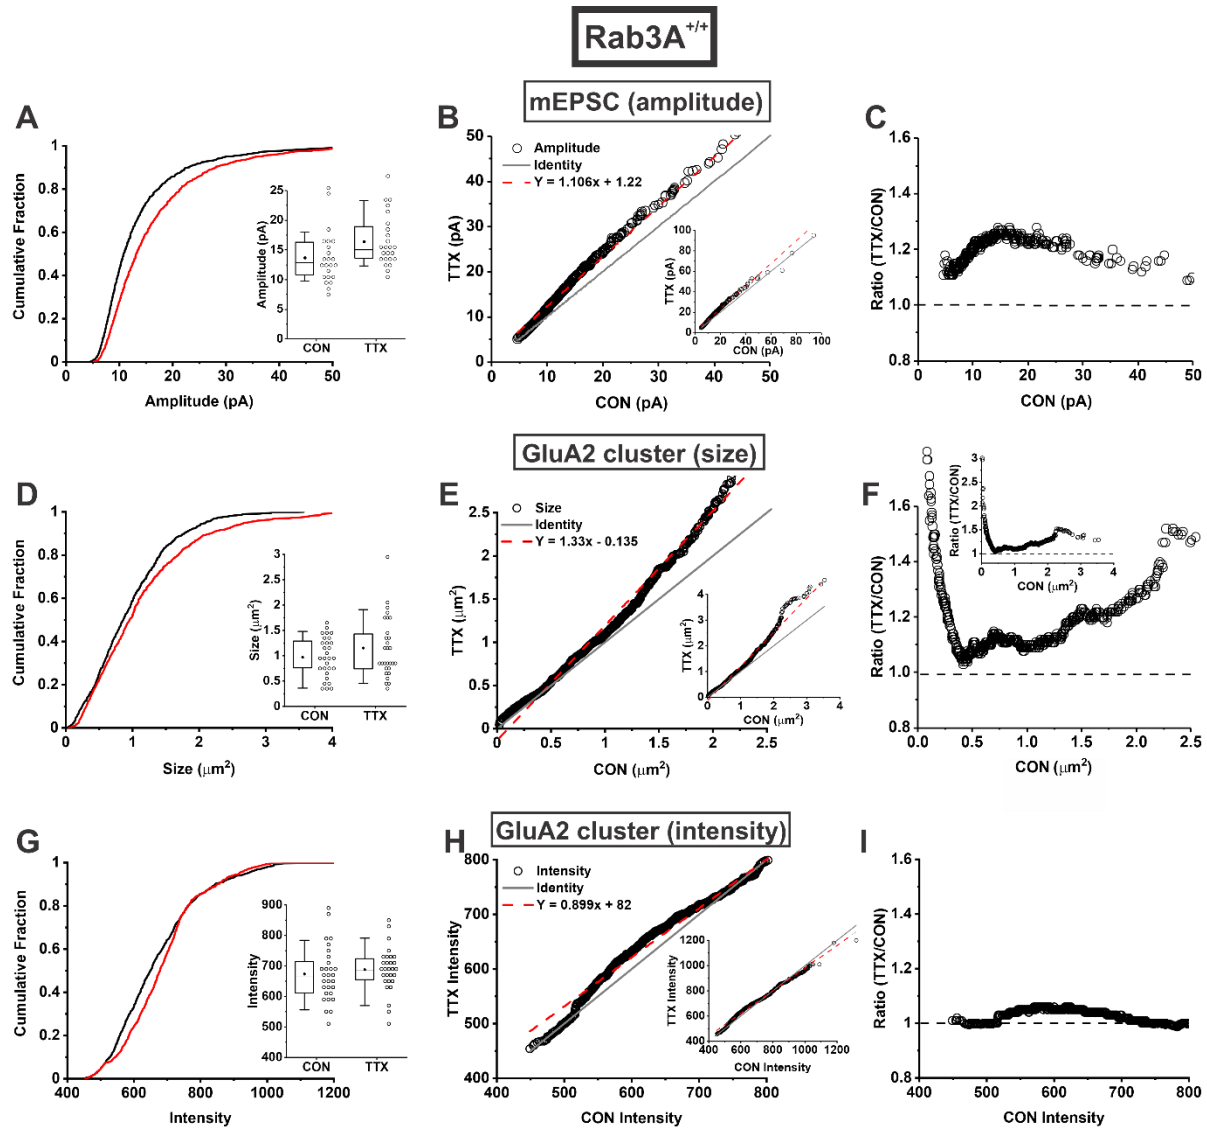 Rab3A+/+
mEPSC (amplitude)
A
Cumulative Fraction
1
0.8
0.6
0.4
0.2
0
0 10 20 30 40 50
Amplitude (pA)
Amplitude (pA)
25
20
15
10
5
0
CON TTX
B
TTX (pA)
50
40
30
20
10
0
Amplitude
Identity
Y = 1.106x + 1.22
0 10 20 30 40 50
CON (pA)
TTX (pA)
100
80
60
40
20
0
0 20 40 60 80 100
CON (pA)
C
Ratio (TTX/CON)
1.6
1.4
1.2
1.0
0.8
0 10 20 30 40 50
CON (pA)
GluA2 cluster (size)
D
Cumulative Fraction
1
0.8
0.6
0.4
0.2
0
0 1 2 3 4
Size (μm2)
Size (μm2)
3
2.5
2
1.5
1
0.5
0
CON TTX
E
TTX (μm2)
2.5
2
1.5
1
0.5
0
Size
Identity
Y = 1.33x - 0.135
0 0.5 1 1.5 2 2.5
CON (μm2)
TTX (μm2)
4
3
2
1
0
0 1 2 3 4
CON (μm2)
F
Ratio (TTX/CON)
1.6
1.4
1.2
1.0
0.8
0 0.5 1.0 1.5 2.0 2.5
CON (μm2)
Ratio (TTX/CON)
3
2.5
2
1.5
1
0 1 2 3 4
CON (μm2)
GluA2 cluster (intensity)
G
Cumulative Fraction
1
0.8
0.6
0.4
0.2
0
400 600 800 1000 1200
Intensity
Intensity
900
850
800
750
700
650
600
550
500
450
400
CON TTX
H
TTX Intensity
800
700
600
500
400
Intensity
Identity
Y = 0.899x + 82
400 500 600 700 800
CON Intensity
TTX Intensity
1200
1000
800
600
400
400 600 800 1000 1200
CON Intensity
I
Ratio (TTX/CON)
1.6
1.4
1.2
1
0.8
400 500 600 700 800
CON Intensity